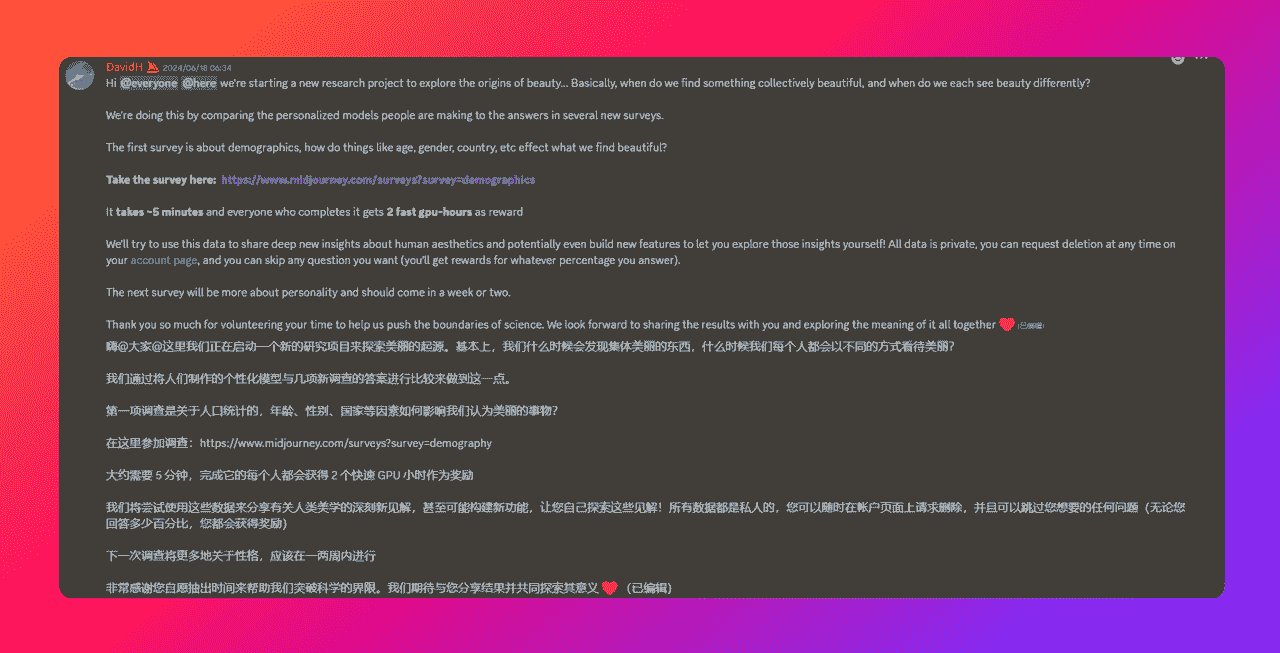 DavidH 2024/06/18 06:34
Hi @everyone @here we're starting a new research project to explore the origins of beauty... Basically, when do we find something collectively beautiful, and when do we each see beauty differently?
We're doing this by comparing the personalized models people are making to the answers in several new surveys.
The first survey is about demographics, how do things like age, gender, country, etc effect what we find beautiful?
Take the survey here: https://www.midjourney.com/surveys?survey=demographics
It takes ~5 minutes and everyone who completes it gets 2 fast gpu-hours as reward
We'll try to use this data to share deep new insights about human aesthetics and potentially even build new features to let you explore those insights yourself! All data is private, you can request deletion at any time on
your account page, and you can skip any question you want (you'll get rewards for whatever percentage you answer).
The next survey will be more about personality and should come in a week or two.
Thank you so much for volunteering your time to help us push the boundaries of science. We look forward to sharing the results with you and exploring the meaning of it all together ❤ (已编辑)
嗨@大家@这里我们正在启动一个新的研究项目来探索美丽的起源。基本上，我们什么时候会发现集体美丽的东西，什么时候我们每个人都会以不同的方式看待美丽？
我们通过将人们制作的个性化模型与几项新调查的答案进行比较来做到这一点。
第一项调查是关于人口统计的，年龄、性别、国家等因素如何影响我们认为美丽的事物？
在这里参加调查：https://www.midjourney.com/surveys?survey=demography
大约需要 5 分钟，完成它的每个人都会获得 2 个快速 GPU 小时作为奖励
我们将尝试使用这些数据来分享有关人类美学的深刻新见解，甚至可能构建新功能，让您自己探索这些见解！所有数据都是私人的，您可以随时在帐户页面上请求删除，并且可以跳过您想要的任何问题（无论您
回答多少百分比，您都会获得奖励）
下一次调查将更多地关于性格，应该在一两周内进行
非常感谢您自愿抽出时间来帮助我们突破科学的界限。我们期待与您分享结果并共同探索其意义 ❤ （已编辑）